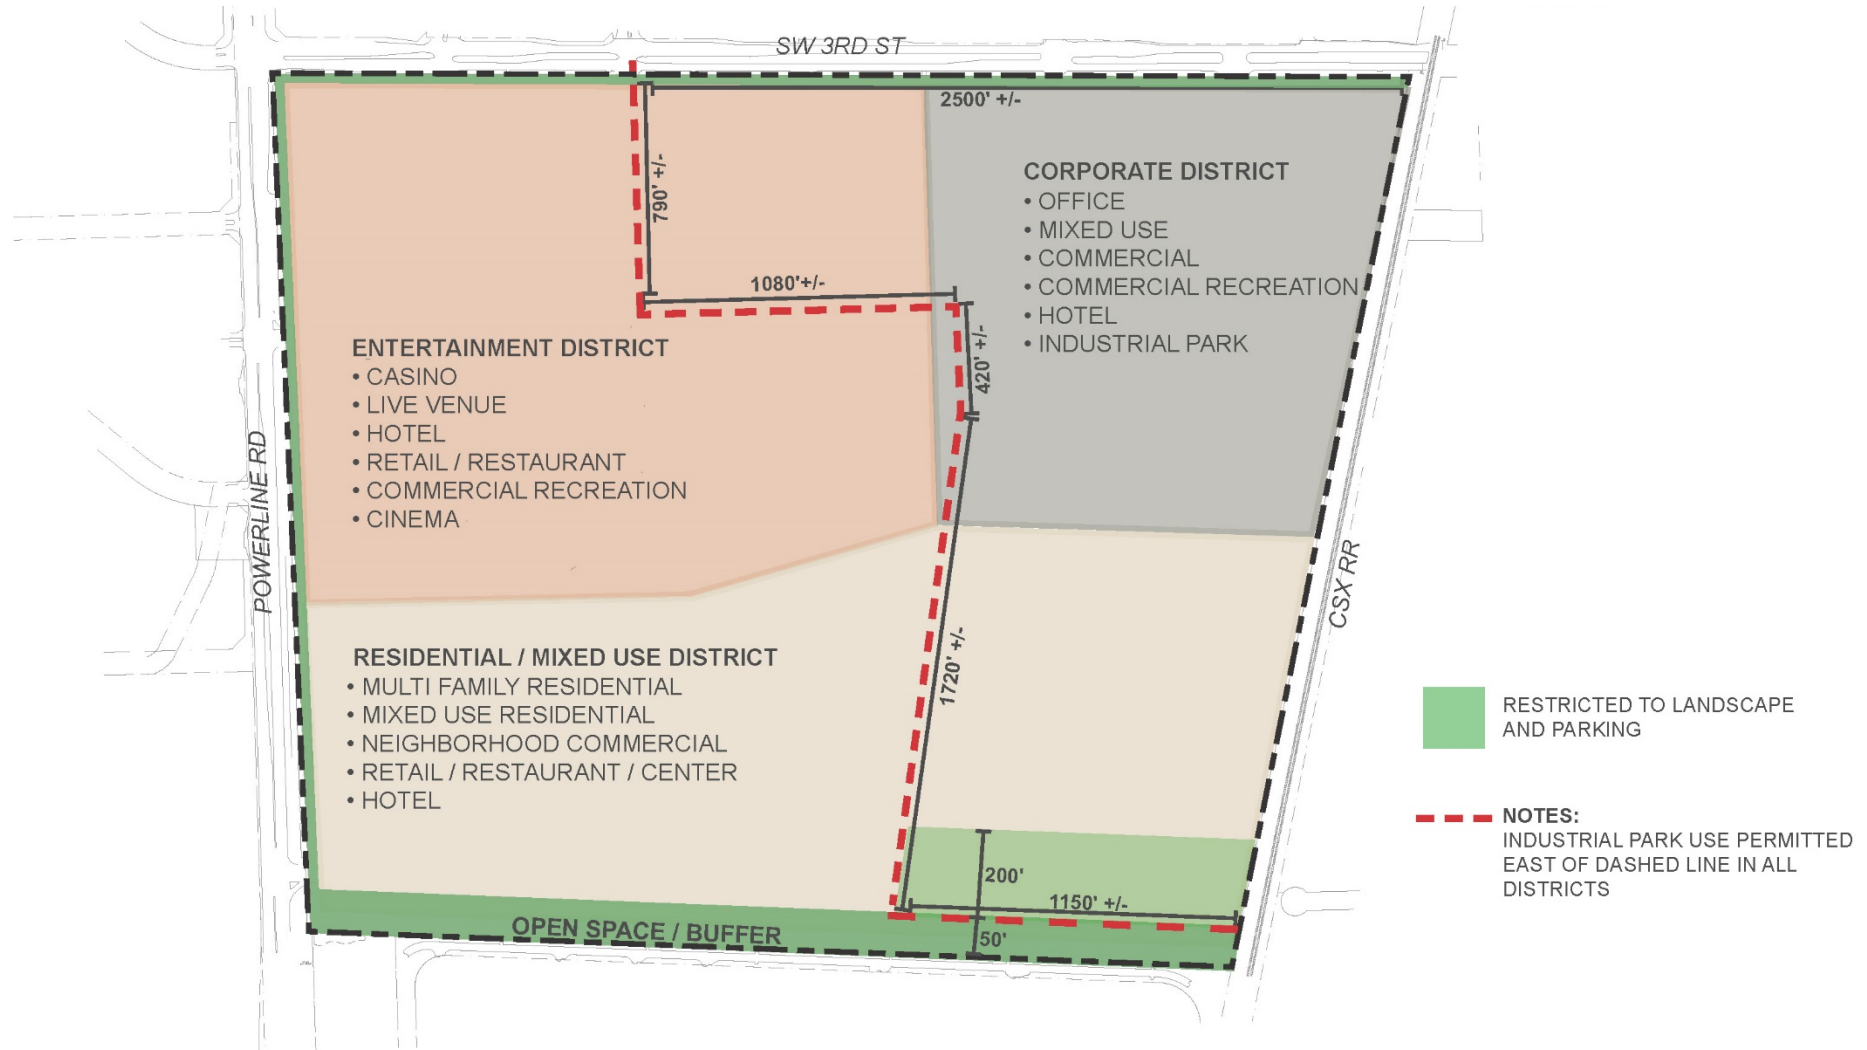 SW 3RD ST
2500' +/-
790' +/-
1080'+/-
420' +/-
CORPORATE DISTRICT
• OFFICE
• MIXED USE
• COMMERCIAL
• COMMERCIAL RECREATION
• HOTEL
• INDUSTRIAL PARK
ENTERTAINMENT DISTRICT
• CASINO
• LIVE VENUE
• HOTEL
• RETAIL / RESTAURANT
• COMMERCIAL RECREATION
• CINEMA
POWERLINE RD
CSX RR
RESIDENTIAL / MIXED USE DISTRICT
• MULTI FAMILY RESIDENTIAL
• MIXED USE RESIDENTIAL
• NEIGHBORHOOD COMMERCIAL
• RETAIL / RESTAURANT / CENTER
• HOTEL
1720' +/-
200'
1150' +/-
50'
OPEN SPACE / BUFFER
RESTRICTED TO LANDSCAPE
AND PARKING
NOTES:
INDUSTRIAL PARK USE PERMITTED
EAST OF DASHED LINE IN ALL
DISTRICTS